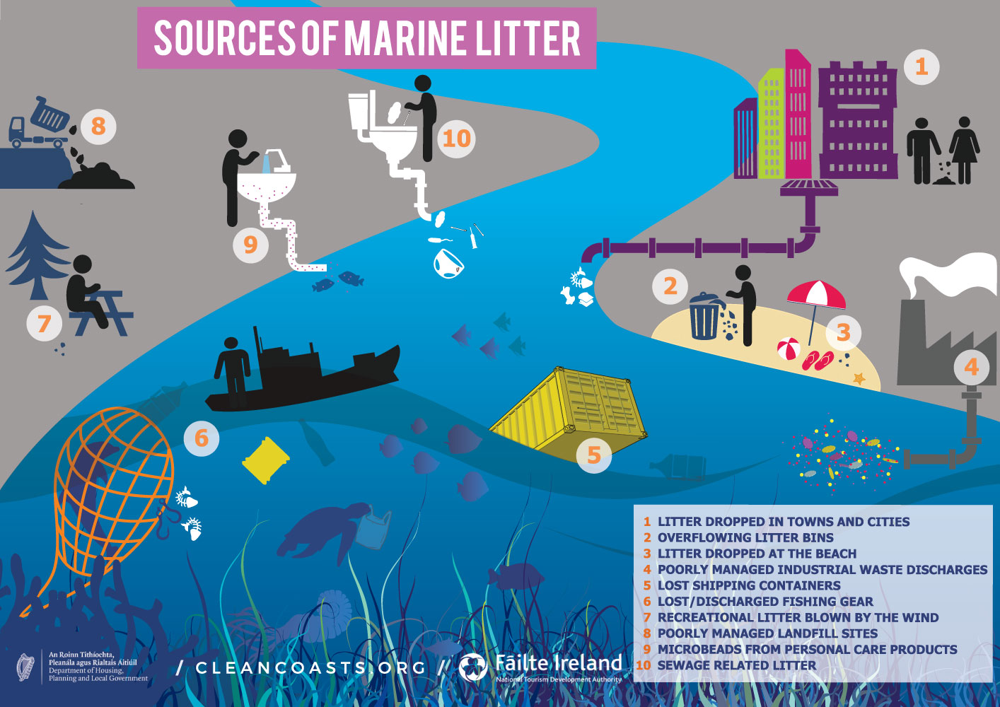 SOURCES OF MARINE LITTER
1
8
10
9
2
3
7
4
6
5
1 LITTER DROPPED IN TOWNS AND CITIES
2 OVERFLOWING LITTER BINS
3 LITTER DROPPED AT THE BEACH
4 POORLY MANAGED INDUSTRIAL WASTE DISCHARGES
5 LOST SHIPPING CONTAINERS
6 LOST/DISCHARGED FISHING GEAR
7 RECREATIONAL LITTER BLOWN BY THE WIND
8 POORLY MANAGED LANDFILL SITES
9 MICROBEADS FROM PERSONAL CARE PRODUCTS
10 SEWAGE RELATED LITTER
An Roinn Tithíochta,
Pleanála agus Rialtais Áitiúil
Department of Housing,
Planning and Local Government
/ CLEANCOASTS.ORG //
Fáilte Ireland
National Tourism Development Authority